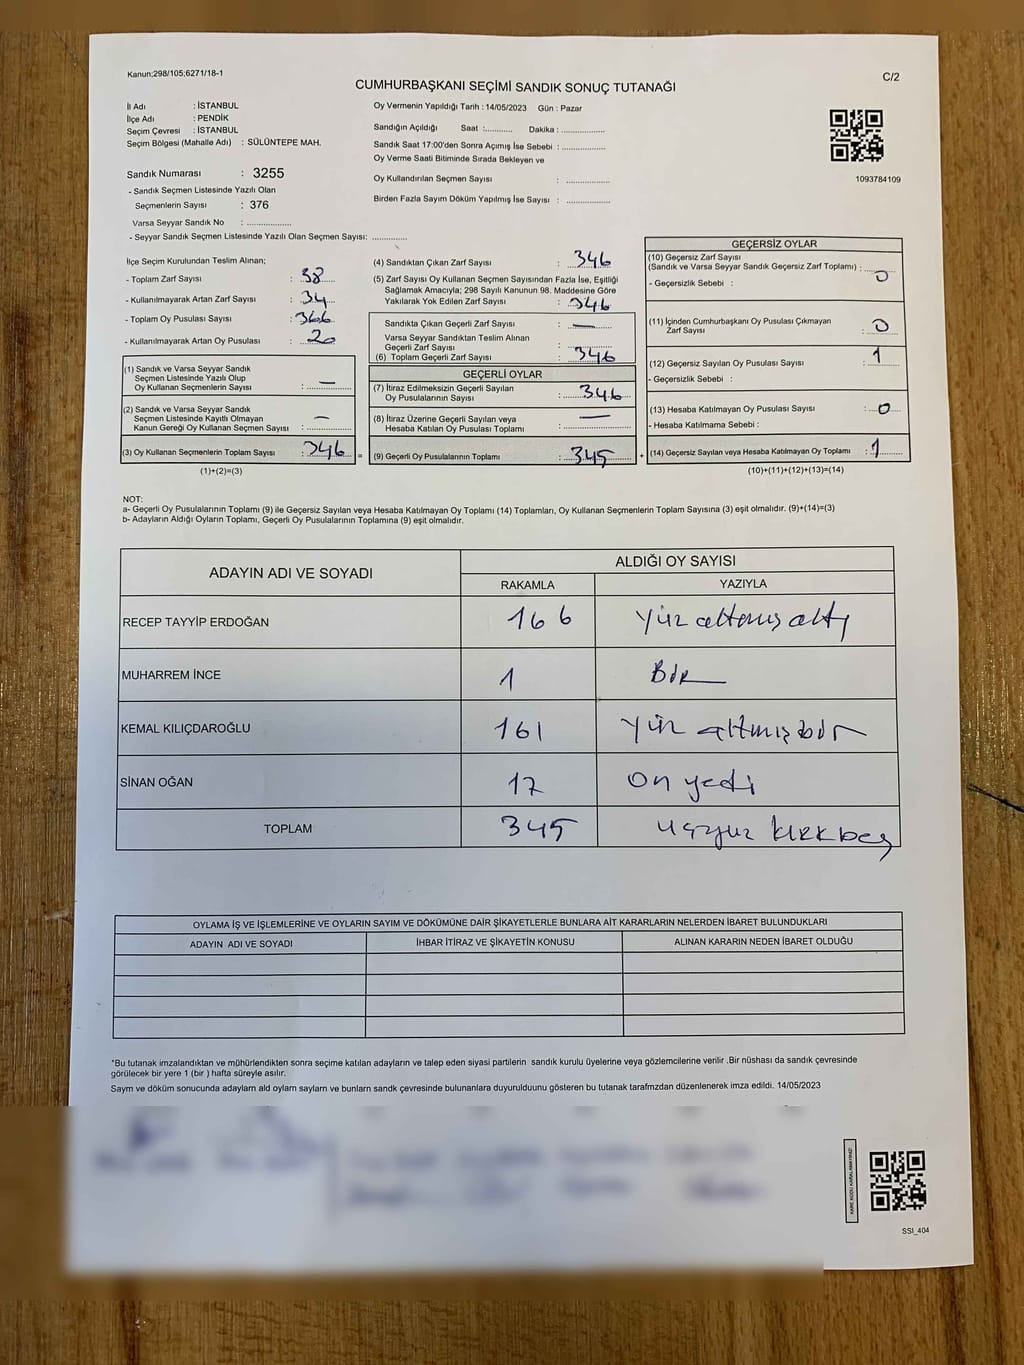 Kanun;298/105;6271/18-1
C/2
CUMHURBAŞKANI SEÇİMİ SANDIK SONUÇ TUTANAĞI
İl Adı : İSTANBUL
İlçe Adı : PENDİK
Seçim Çevresi : İSTANBUL
Seçim Bölgesi (Mahalle Adı) : SÜLÜNTEPE MAH.
Sandık Numarası : 3255
- Sandık Seçmen Listesinde Yazılı Olan
Seçmenlerin Sayısı : 376
Varsa Seyyar Sandık No : ................
- Seyyar Sandık Seçmen Listesinde Yazılı Olan Seçmen Sayısı: .............
Oy Vermenin Yapıldığı Tarih : 14/05/2023 Gün : Pazar
Sandığın Açıldığı Saat :............ Dakika : ..................
Sandık Saat 17:00'den Sonra Açımış İse Sebebi : ..................
Oy Verme Saati Bitiminde Sırada Bekleyen ve
Oy Kullandırılan Seçmen Sayısı : ..................
Birden Fazla Sayım Döküm Yapılmış İse Sayısı : ..................
1093784109
İlçe Seçim Kurulundan Teslim Alınan;
- Toplam Zarf Sayısı : 38
- Kullanılmayarak Artan Zarf Sayısı : 34
- Toplam Oy Pusulası Sayısı : 366
- Kullanılmayarak Artan Oy Pusulası : 20
(1) Sandık ve Varsa Seyyar Sandık
Seçmen Listesinde Yazılı Olup
Oy Kullanan Seçmenlerin Sayısı : —
(2) Sandık ve Varsa Seyyar Sandık
Seçmen Listesinde Kayıtlı Olmayan
Kanun Gereği Oy Kullanan Seçmen Sayısı : —
(3) Oy Kullanan Seçmenlerin Toplam Sayısı : 346 =
(1)+(2)=(3)
(4) Sandıktan Çıkan Zarf Sayısı : 346
(5) Zarf Sayısı Oy Kullanan Seçmen Sayısından Fazla İse, Eşitliği
Sağlamak Amacıyla; 298 Sayılı Kanunun 98. Maddesine Göre
Yakılarak Yok Edilen Zarf Sayısı : 346
Sandıkta Çıkan Geçerli Zarf Sayısı : —
Varsa Seyyar Sandıktan Teslim Alınan
Geçerli Zarf Sayısı :
(6) Toplam Geçerli Zarf Sayısı : 346
GEÇERLİ OYLAR
(7) İtiraz Edilmeksizin Geçerli Sayılan
Oy Pusulalarının Sayısı : 346
(8) İtiraz Üzerine Geçerli Sayılan veya
Hesaba Katılan Oy Pusulası Toplamı : —
(9) Geçerli Oy Pusulalarının Toplamı : 345 +
GEÇERSİZ OYLAR
(10) Geçersiz Zarf Sayısı
(Sandık ve Varsa Seyyar Sandık Geçersiz Zarf Toplamı) : 0
- Geçersizlik Sebebi :
(11) İçinden Cumhurbaşkanı Oy Pusulası Çıkmayan
Zarf Sayısı : 0
(12) Geçersiz Sayılan Oy Pusulası Sayısı : 1
- Geçersizlik Sebebi :
(13) Hesaba Katılmayan Oy Pusulası Sayısı : 0
- Hesaba Katılmama Sebebi :
(14) Geçersiz Sayılan veya Hesaba Katılmayan Oy Toplamı : 1
(10)+(11)+(12)+(13)=(14)
NOT:
a- Geçerli Oy Pusulalarının Toplamı (9) ile Geçersiz Sayılan veya Hesaba Katılmayan Oy Toplamı (14) Toplamları, Oy Kullanan Seçmenlerin Toplam Sayısına (3) eşit olmalıdır. (9)+(14)=(3)
b- Adayların Aldığı Oyların Toplamı, Geçerli Oy Pusulalarının Toplamına (9) eşit olmalıdır.
ADAYIN ADI VE SOYADI ALDIĞI OY SAYISI
RAKAMLA YAZIYLA
RECEP TAYYİP ERDOĞAN 166 Yüz altmış altı
MUHARREM İNCE 1 Bir
KEMAL KILIÇDAROĞLU 161 Yüz altmış bir
SİNAN OĞAN 17 On yedi
TOPLAM 345 üçyüz kırk beş
OYLAMA İŞ VE İŞLEMLERİNE VE OYLARIN SAYIM VE DÖKÜMÜNE DAİR ŞİKAYETLERLE BUNLARA AİT KARARLARIN NELERDEN İBARET BULUNDUKLARI
ADAYIN ADI VE SOYADI İHBAR İTİRAZ VE ŞİKAYETİN KONUSU ALINAN KARARIN NEDEN İBARET OLDUĞU
*Bu tutanak imzalandıktan ve mühürlendikten sonra seçime katılan adayların ve talep eden siyasi partilerin sandık kurulu üyelerine veya gözlemcilerine verilir .Bir nüshası da sandık çevresinde
görülecek bir yere 1 (bir ) hafta süreyle asılır.
Saym ve döküm sonucunda adaylarn ald oylarn saylarn ve bunlarn sandk çevresinde bulunanlara duyurulduunu gösteren bu tutanak tarafmzdan düzenlenerek imza edildi. 14/05/2023
KARE KODU KARALAMAYINIZ!
SSI_404